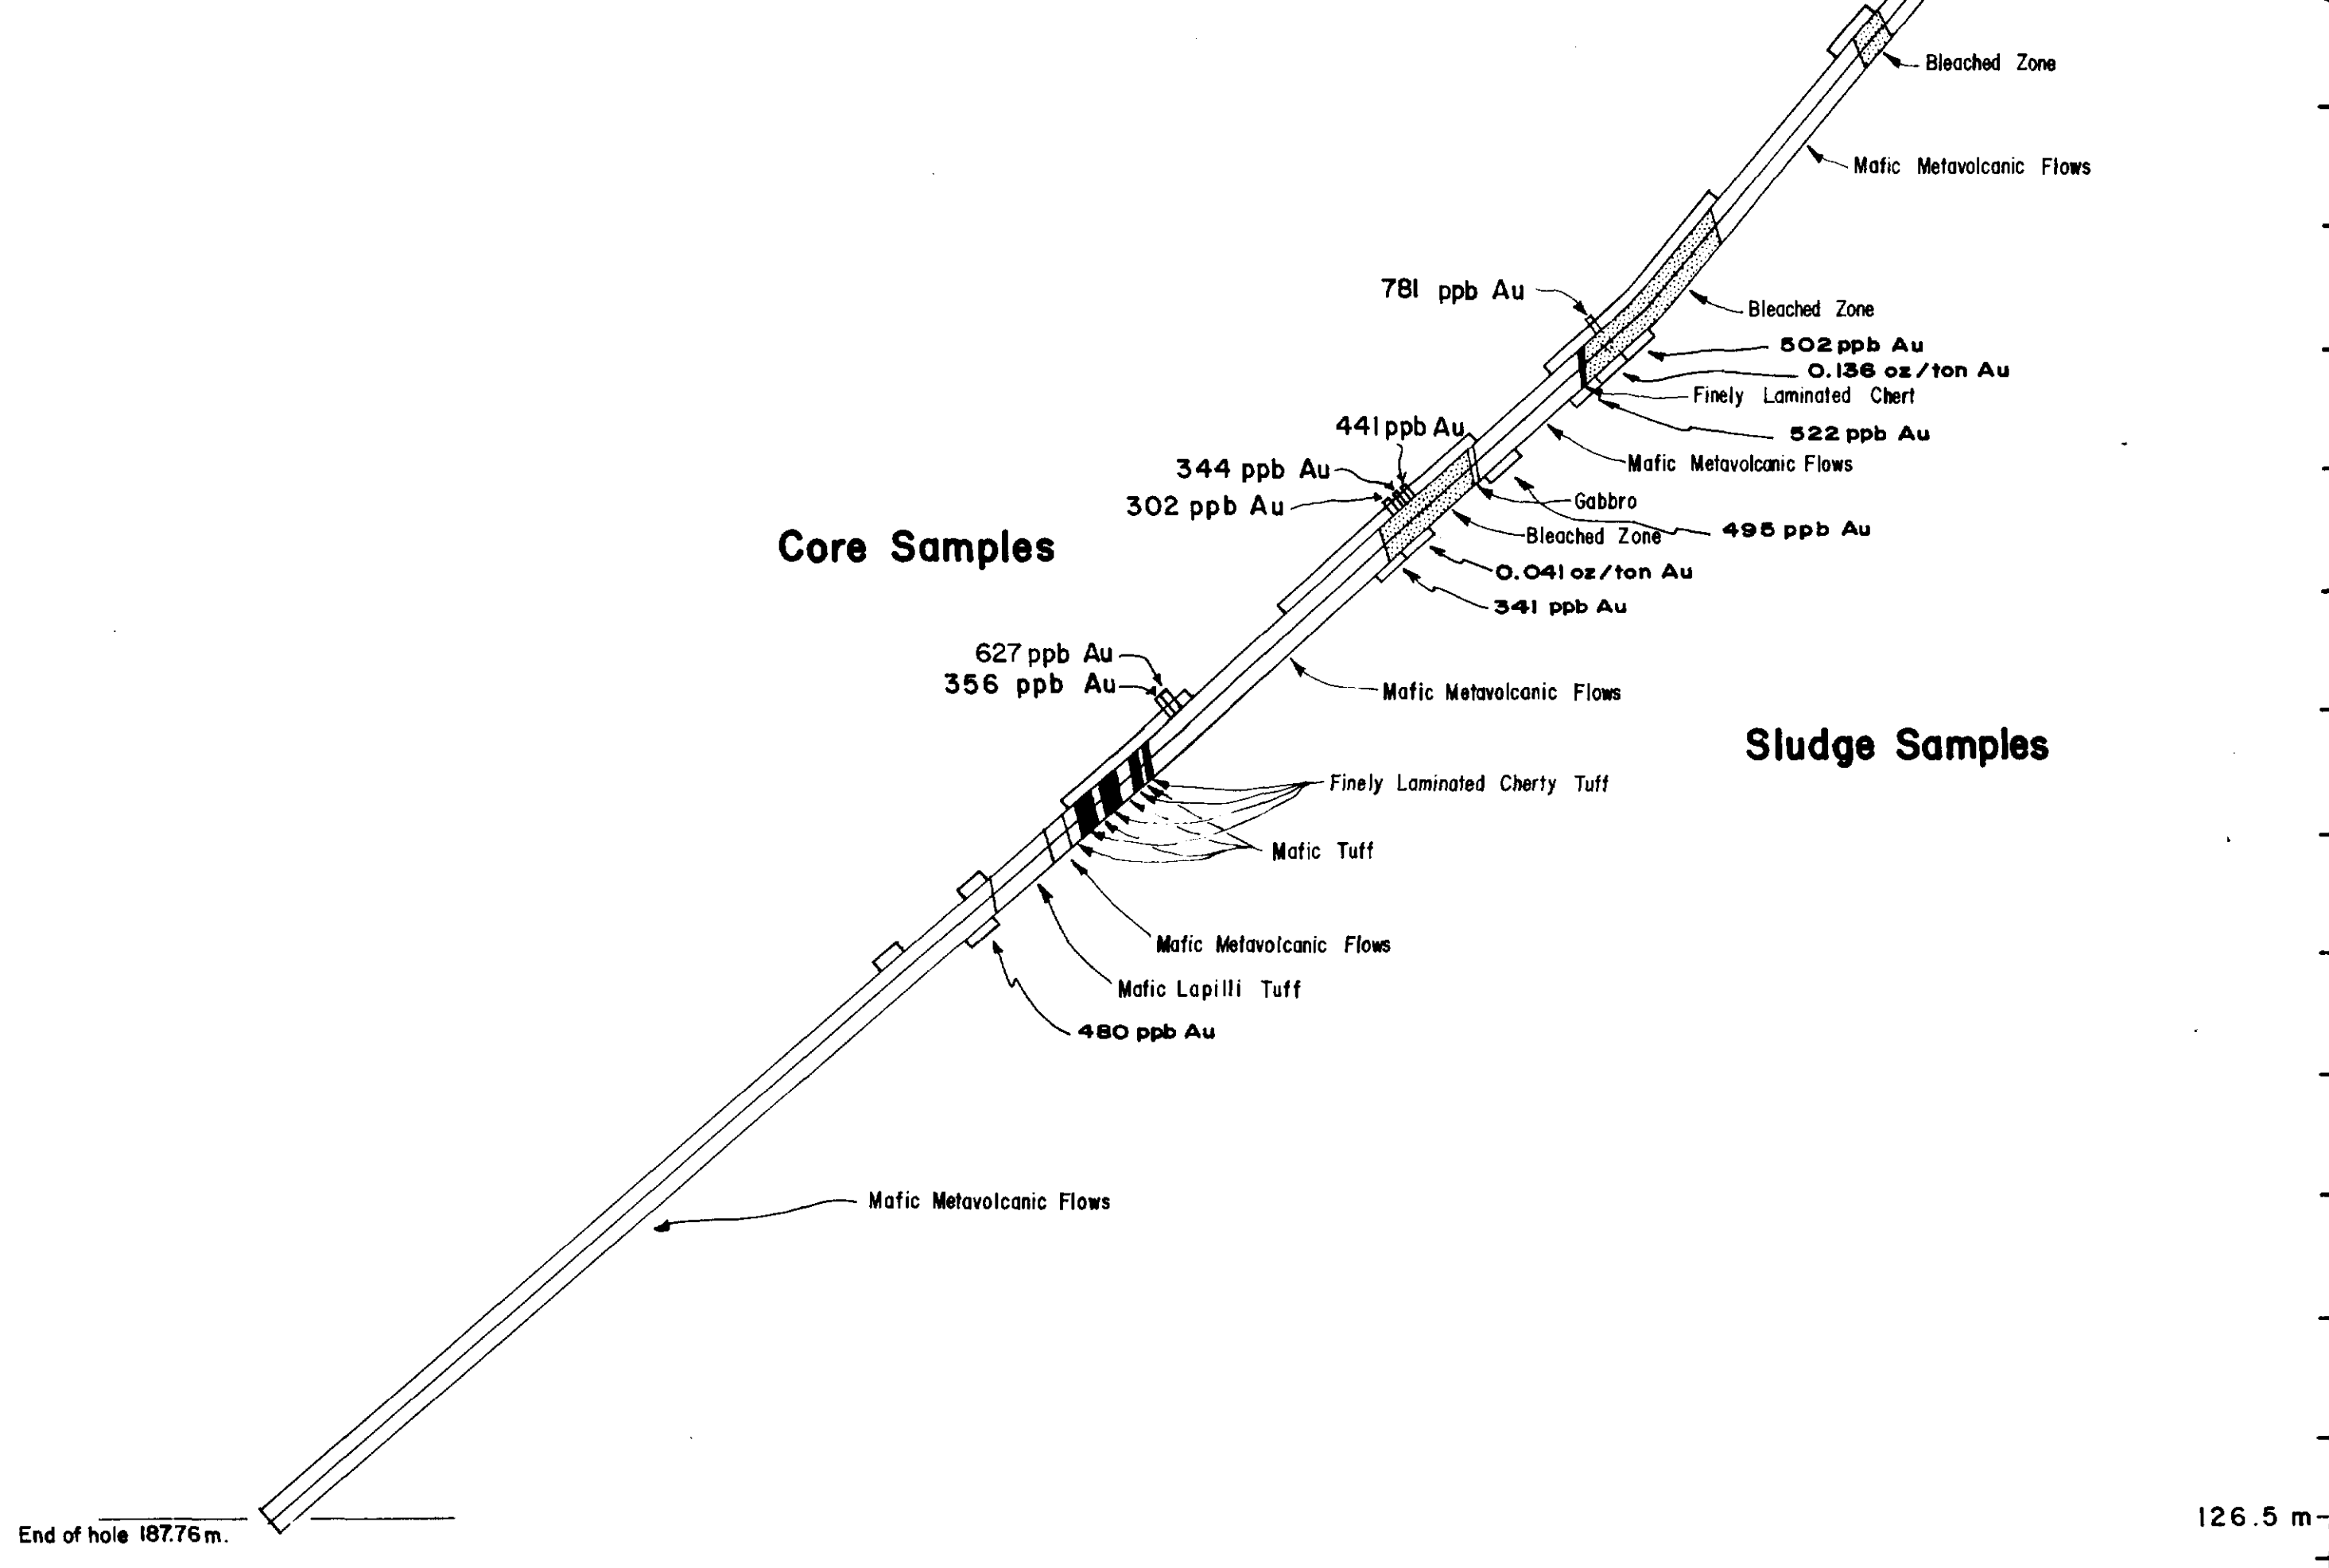 Bleached Zone
Mafic Metavolcanic Flows
781 ppb Au
Bleached Zone
502 ppb Au
0.136 oz/ton Au
Finely Laminated Chert
441 ppb Au
522 ppb Au
Mafic Metavolcanic Flows
344 ppb Au
302 ppb Au
Gabbro
495 ppb Au
Bleached Zone
Core Samples
0.041 oz/ton Au
341 ppb Au
627 ppb Au
356 ppb Au
Mafic Metavolcanic Flows
Sludge Samples
Finely Laminated Cherty Tuff
Mafic Tuff
Mafic Metavolcanic Flows
Mafic Lapilli Tuff
480 ppb Au
Mafic Metavolcanic Flows
126.5 m
End of hole 187.76 m.